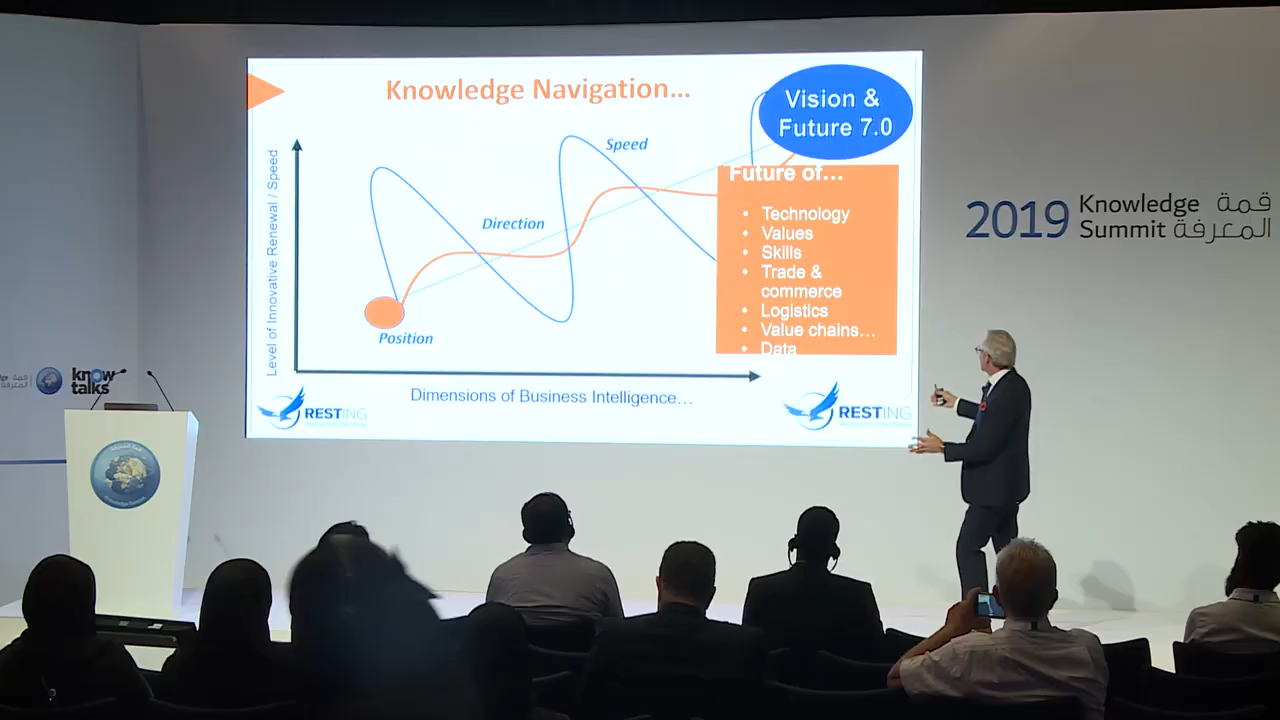 Knowledge Navigation...
Vision &
Future 7.0
Speed
Future of...
• Technology
• Values
• Skills
• Trade &
commerce
• Logistics
• Value chains...
• Data
Direction
Position
Level of Innovative Renewal / Speed
Dimensions of Business Intelligence...
RESTING
RESTING
2019
Knowledge
Summit
قمة
المعرفة
know
talks
قمة
المعرفة